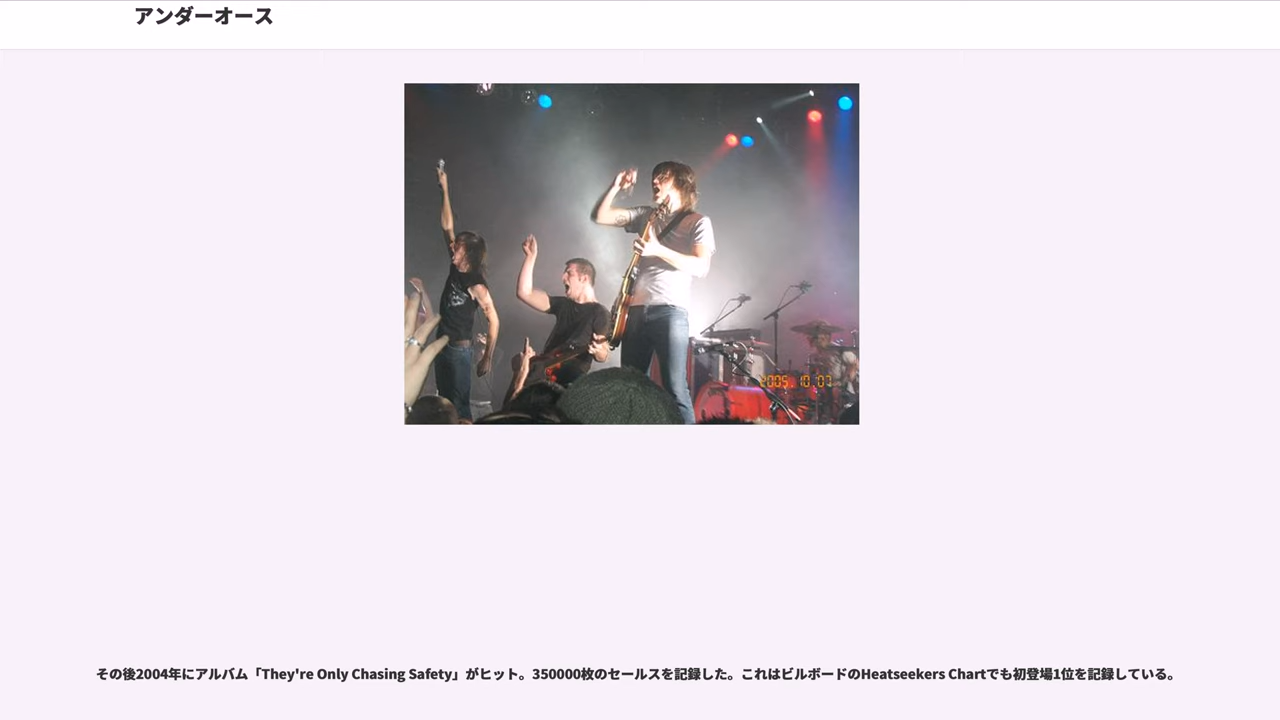 アンダーオース
2005. 10 07
その後2004年にアルバム「They're Only Chasing Safety」がヒット。350000枚のセールスを記録した。これはビルボードのHeatseekers Chartでも初登場1位を記録している。